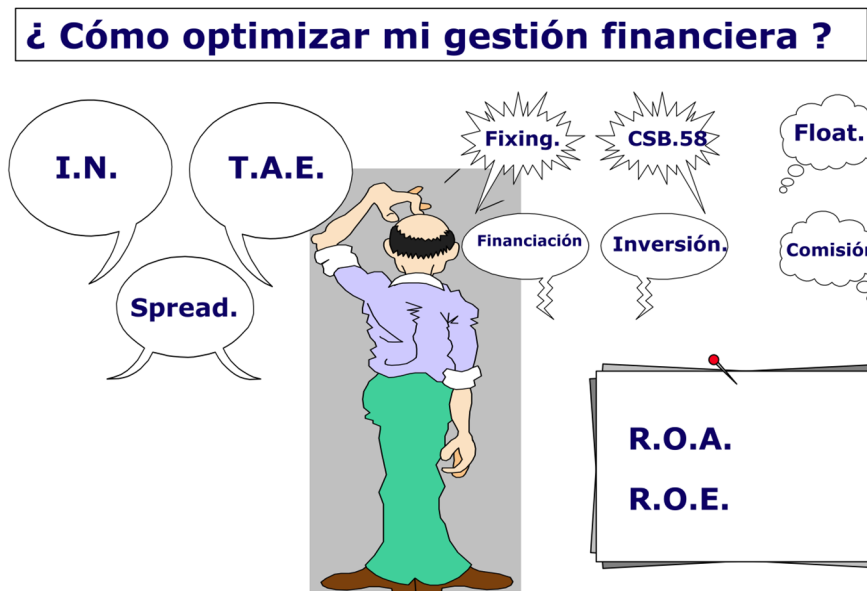 ¿ Cómo optimizar mi gestión financiera ?
I.N.
T.A.E.
Spread.
Fixing.
CSB.58
Float.
Financiación
Inversión.
Comisión
R.O.A.
R.O.E.